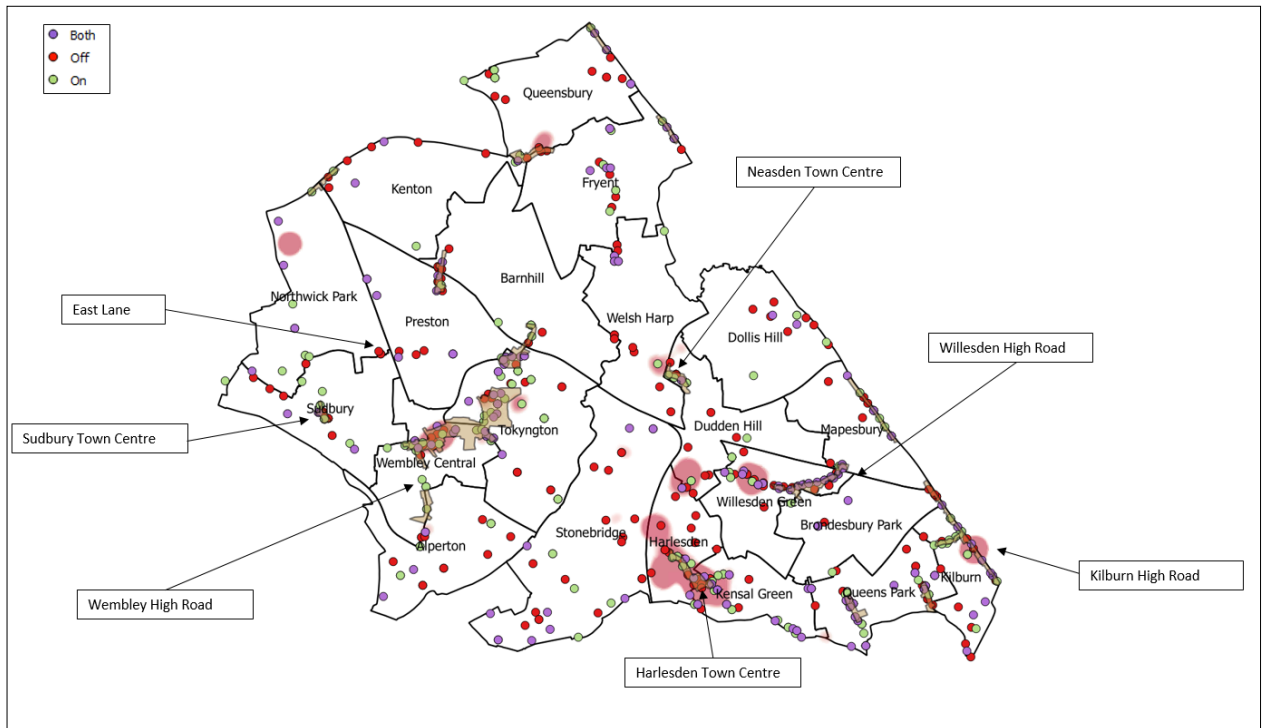 Both
Off
On
Queensbury
Neasden Town Centre
Kenton
Fryent
Barnhill
Northwick Park
East Lane
Preston
Welsh Harp
Dollis Hill
Willesden High Road
Sudbury
Sudbury Town Centre
Tokyngton
Dudden Hill
Mapesbury
Wembley Central
Willesden Green
Brandesbury Park
Stonebridge
Harlesden
Alperton
Kilburn
Kilburn High Road
Wembley High Road
Kensal Green
Queens Park
Harlesden Town Centre